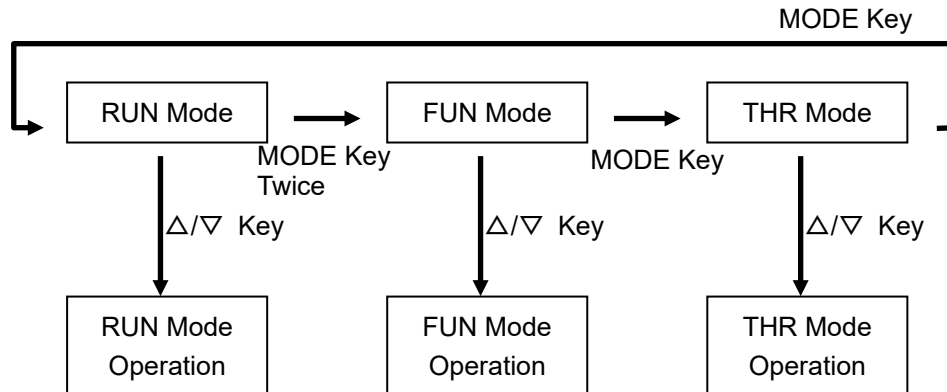 MODE Key
RUN Mode
FUN Mode
THR Mode
MODE Key
Twice
MODE Key
△/▽ Key
△/▽ Key
△/▽ Key
RUN Mode
Operation
FUN Mode
Operation
THR Mode
Operation